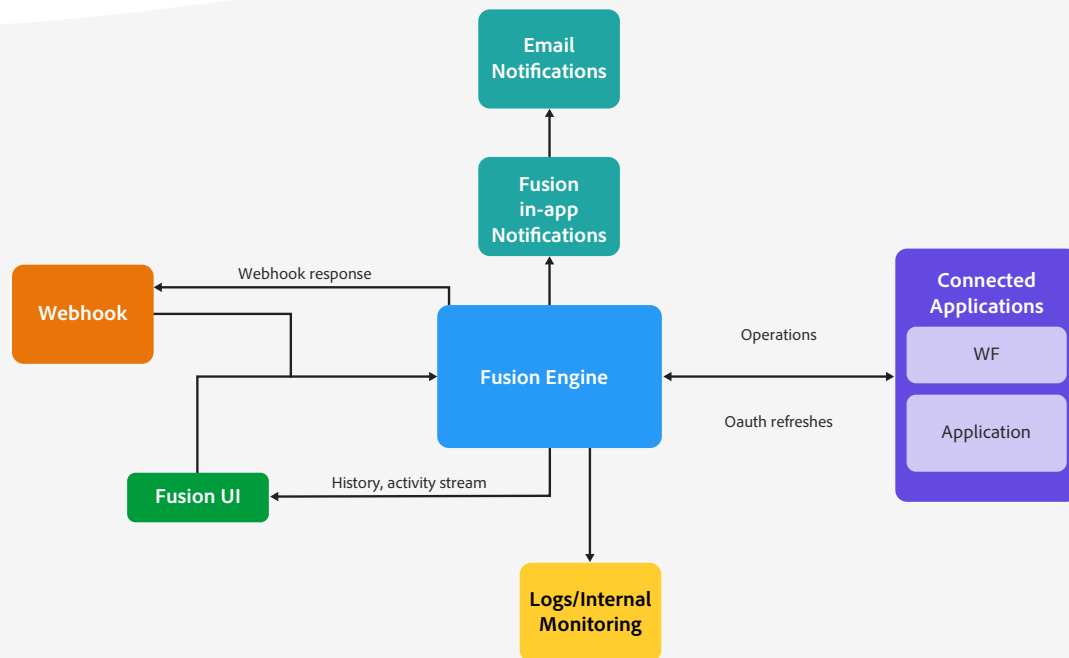 Email
Notifications
Fusion
in-app
Notifications
Webhook response
Webhook
Fusion Engine
Operations
Oauth refreshes
Connected
Applications
WF
Application
Fusion UI
History, activity stream
Logs/Internal
Monitoring